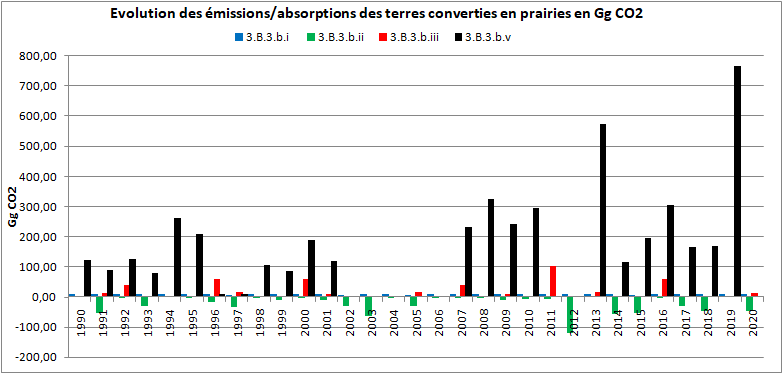 Evolution des émissions/absorptions des terres converties en prairies en Gg CO2
3.B.3.b.i 3.B.3.b.ii 3.B.3.b.iii 3.B.3.b.v
800,00
700,00
600,00
500,00
400,00
300,00
200,00
100,00
0,00
-100,00
-200,00
Gg CO2
1990 1991 1992 1993 1994 1995 1996 1997 1998 1999 2000 2001 2002 2003 2004 2005 2006 2007 2008 2009 2010 2011 2012 2013 2014 2015 2016 2017 2018 2019 2020